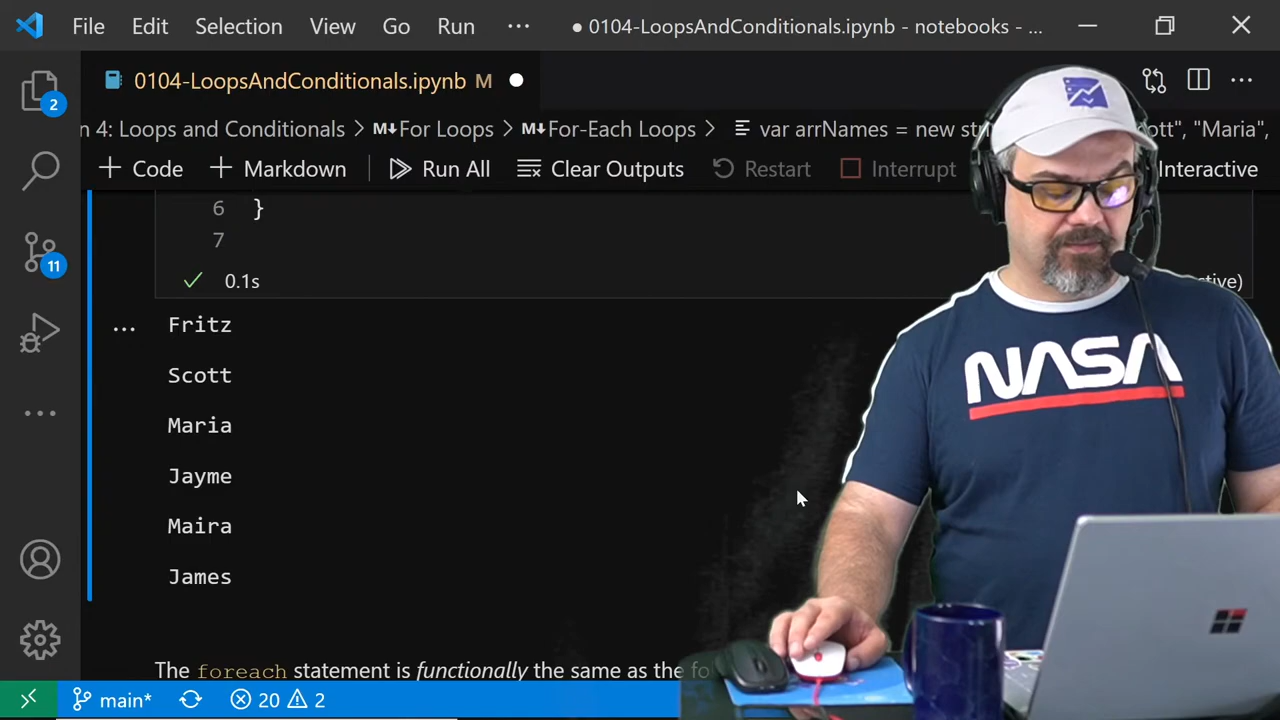 File Edit Selection View Go Run ··· ● 0104-LoopsAndConditionals.ipynb - notebooks - ...
0104-LoopsAndConditionals.ipynb M
n 4: Loops and Conditionals > M↓For Loops > M↓For-Each Loops > var arrNames = new str ott", "Maria",
+ Code + Markdown Run All Clear Outputs Restart Interrupt Interactive
2
11
6 }
7
✓ 0.1s ctive)
... Fritz
Scott
Maria
Jayme
Maira
James
The foreach statement is functionally the same as the fo
main* 20 2
NASA